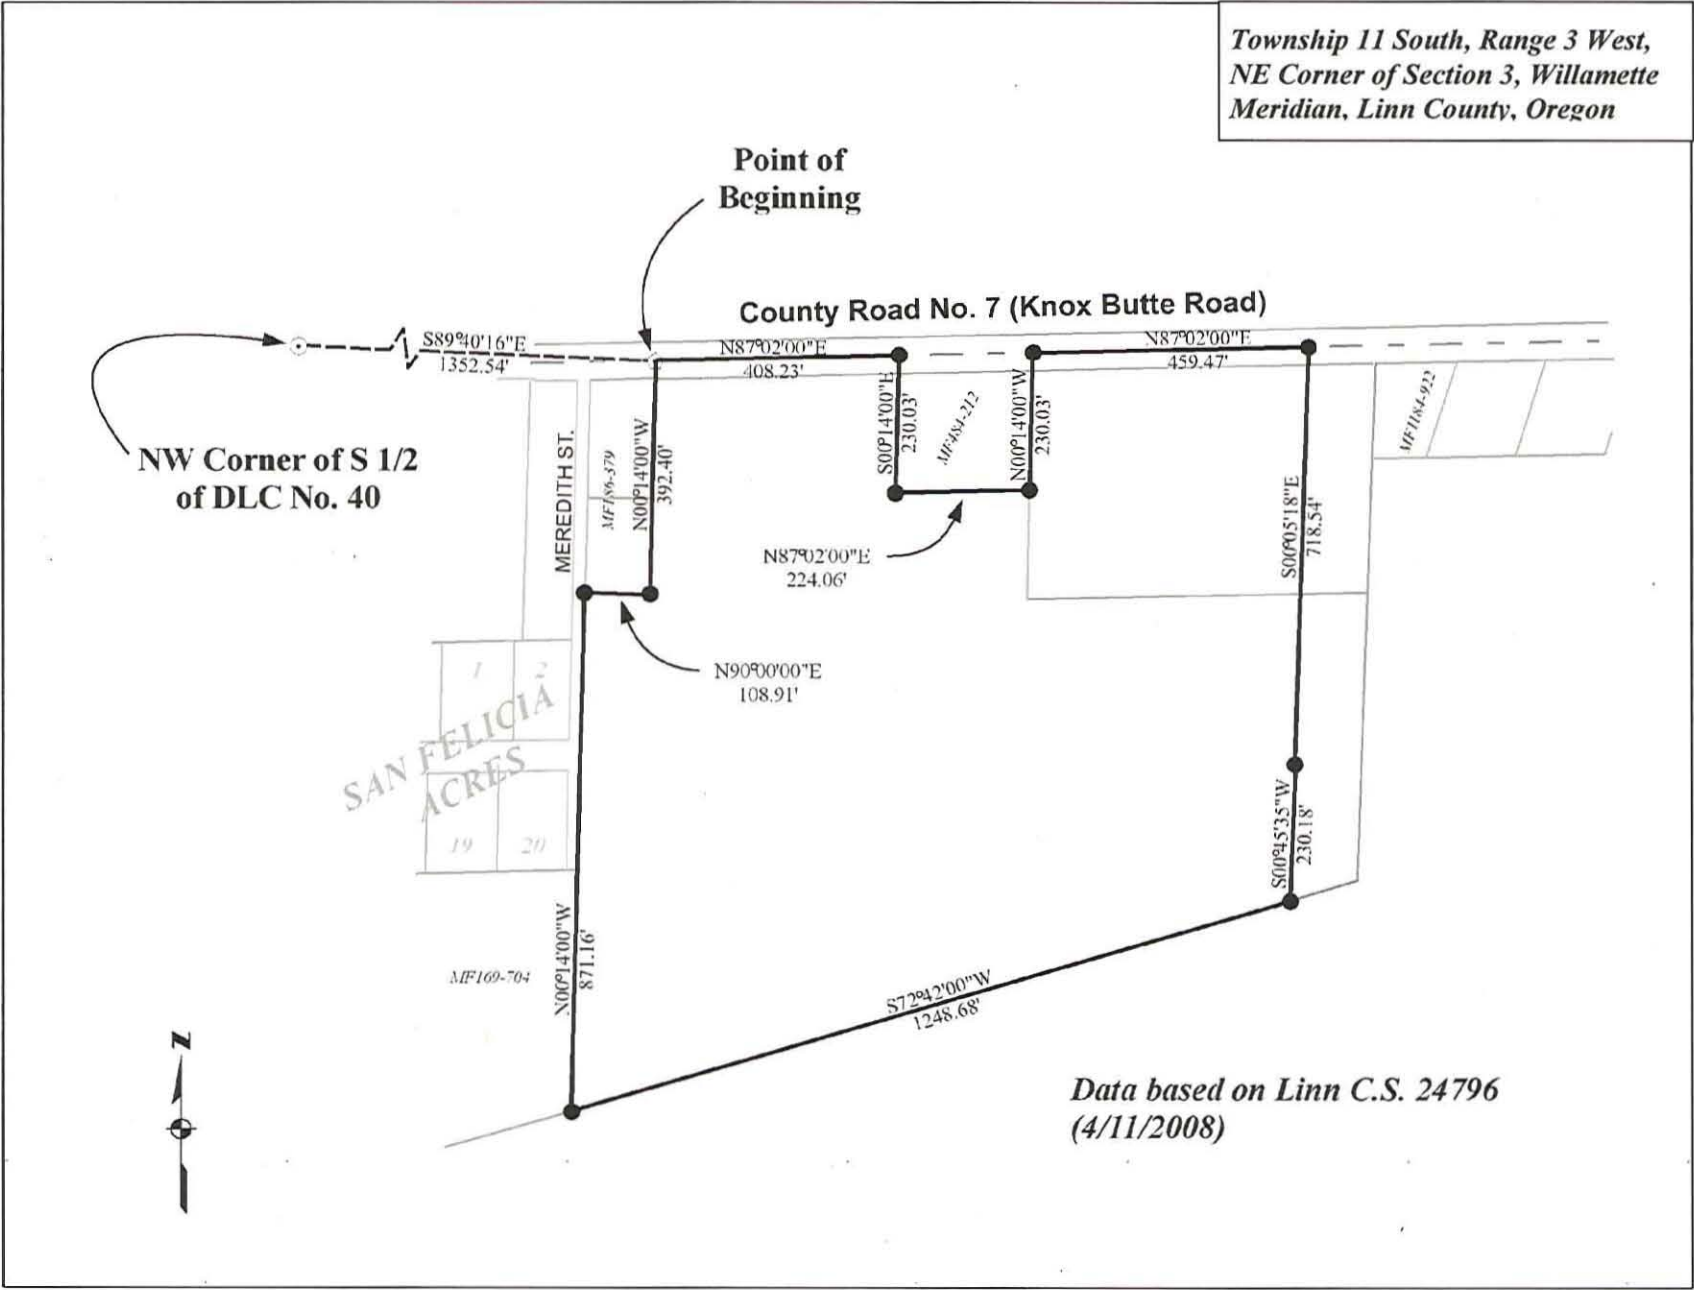 Township 11 South, Range 3 West,
NE Corner of Section 3, Willamette
Meridian, Linn County, Oregon
Point of
Beginning
County Road No. 7 (Knox Butte Road)
S89°40'16"E
1352.54'
N87°02'00"E
408.23'
N87°02'00"E
459.47'
NW Corner of S 1/2
of DLC No. 40
MEREDITH ST.
MF186-379
N00°14'00"W
392.40'
S00°14'00"E
230.03'
MF484-212
N00°14'00"W
230.03'
MF1184-922
N87°02'00"E
224.06'
S00°05'18"E
718.54'
N90°00'00"E
108.91'
1
2
SAN FELICIA
ACRES
19
20
S00°45'35"W
230.18'
MF169-704
N00°14'00"W
871.16'
S72°42'00"W
1248.68'
Z
Data based on Linn C.S. 24796
(4/11/2008)